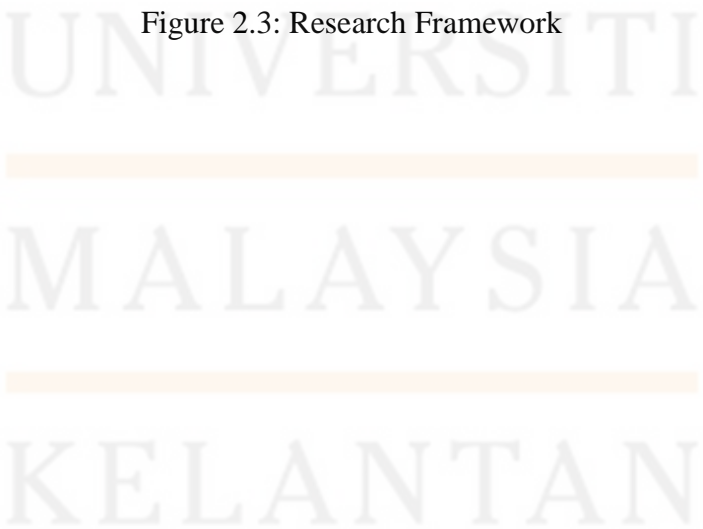 Figure 2.3: Research Framework
UNIVERSITI
MALAYSIA
KELANTAN